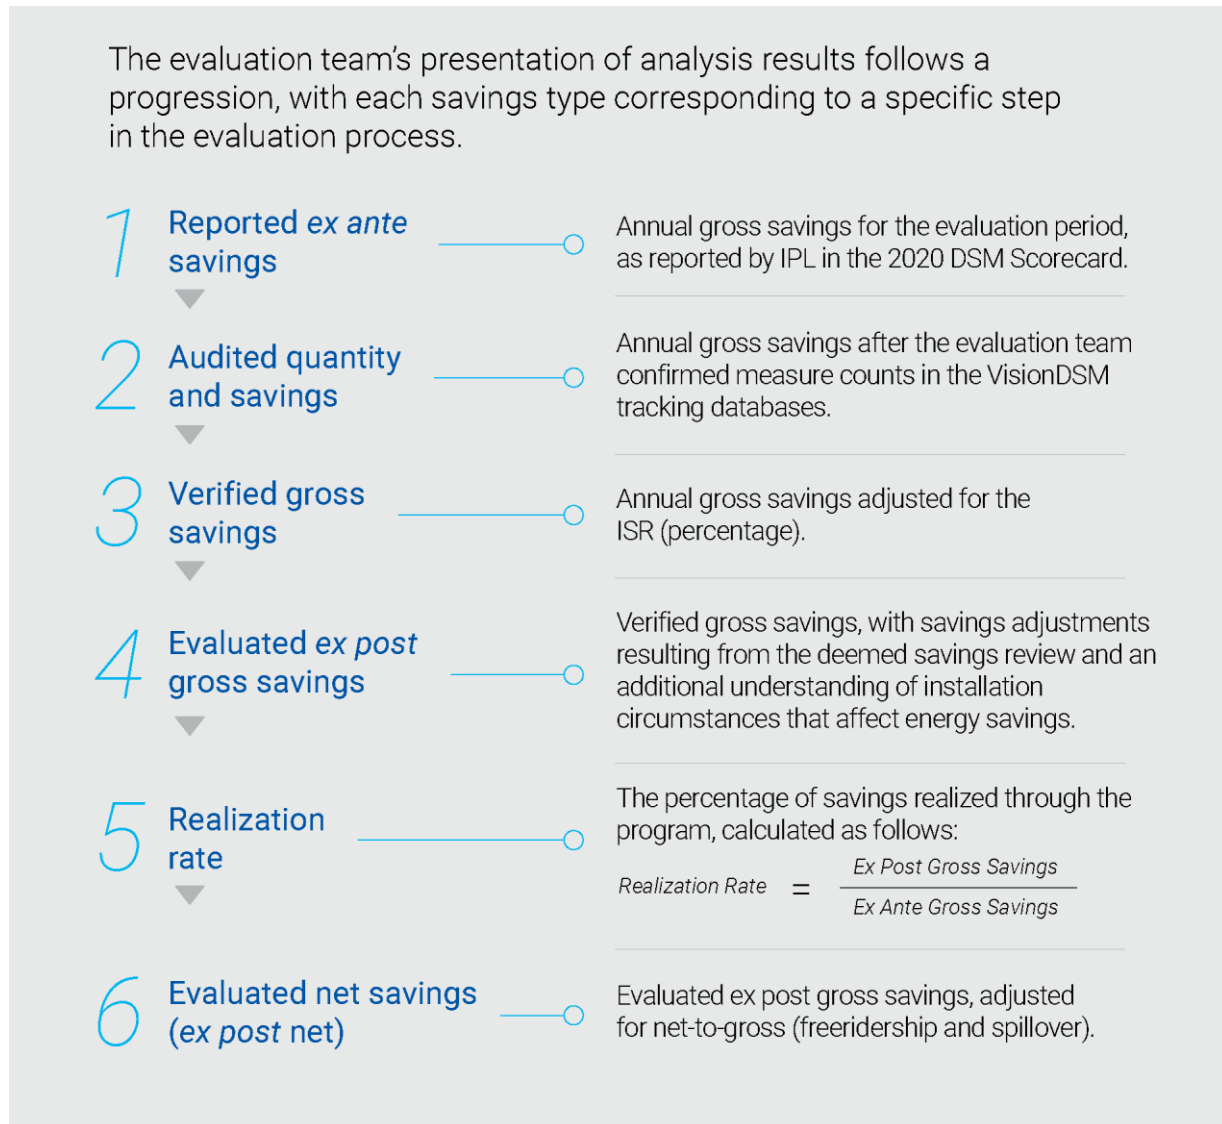 The evaluation team's presentation of analysis results follows a
progression, with each savings type corresponding to a specific step
in the evaluation process.
1
Reported ex ante
savings
Annual gross savings for the evaluation period,
as reported by IPL in the 2020 DSM Scorecard.
2
Audited quantity
and savings
Annual gross savings after the evaluation team
confirmed measure counts in the VisionDSM
tracking databases.
3
Verified gross
savings
Annual gross savings adjusted for the
ISR (percentage).
4
Evaluated ex post
gross savings
Verified gross savings, with savings adjustments
resulting from the deemed savings review and an
additional understanding of installation
circumstances that affect energy savings.
5
Realization
rate
The percentage of savings realized through the
program, calculated as follows:
Realization Rate = Ex Post Gross Savings
Ex Ante Gross Savings
6
Evaluated net savings
(ex post net)
Evaluated ex post gross savings, adjusted
for net-to-gross (freeridership and spillover).